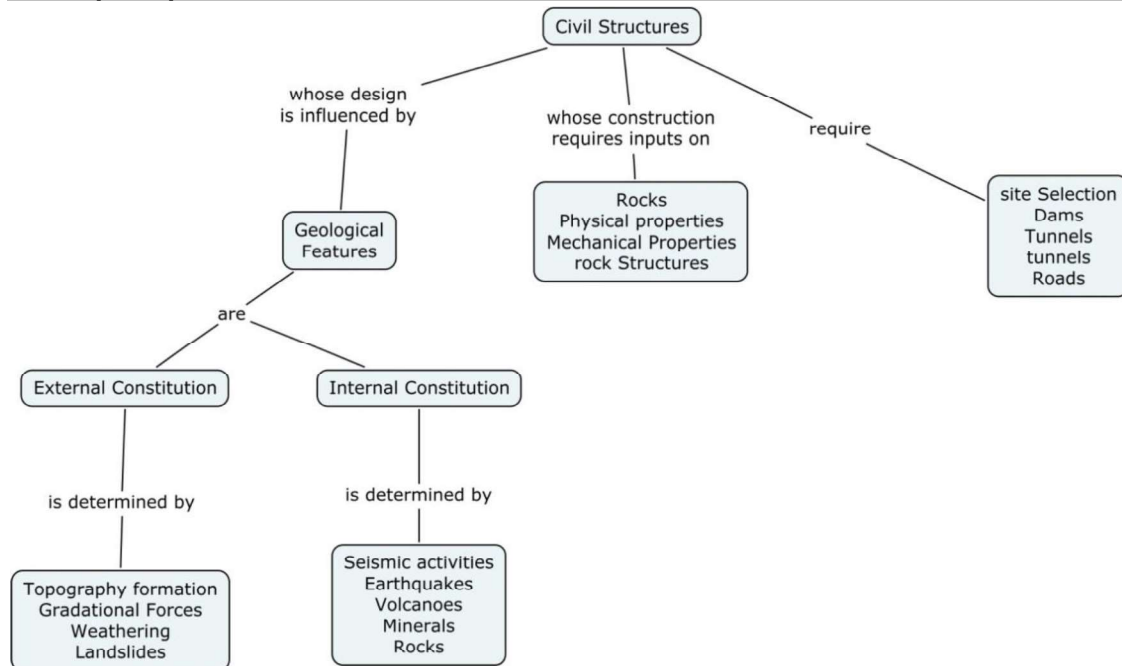 Civil Structures
whose design
is influenced by
whose construction
requires inputs on
require
Geological
Features
Rocks
Physical properties
Mechanical Properties
rock Structures
site Selection
Dams
Tunnels
tunnels
Roads
are
External Constitution
Internal Constitution
is determined by
is determined by
Topography formation
Gradational Forces
Weathering
Landslides
Seismic activities
Earthquakes
Volcanoes
Minerals
Rocks